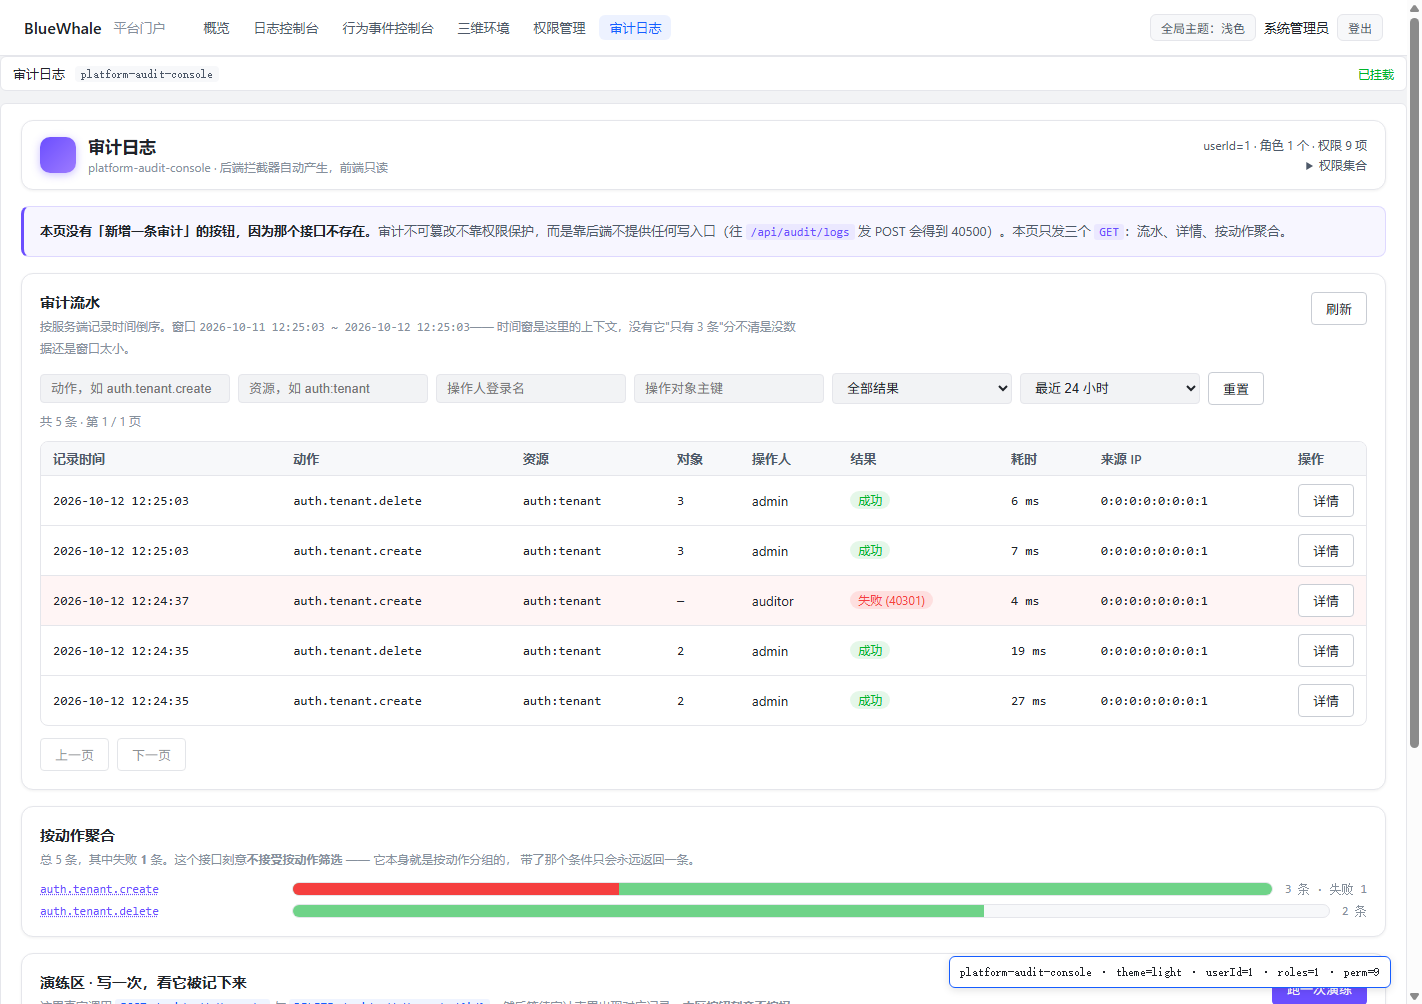 BlueWhale 平台门户 概览 日志控制台 行为事件控制台 三维环境 权限管理 审计日志 全局主题：浅色 系统管理员 登出
审计日志 platform-audit-console 已挂载
审计日志
platform-audit-console · 后端拦截器自动产生，前端只读
userId=1 · 角色 1 个 · 权限 9 项
▶ 权限集合
本页没有「新增一条审计」的按钮，因为那个接口不存在。审计不可篡改不靠权限保护，而是靠后端不提供任何写入口（往 /api/audit/logs 发 POST 会得到 40500）。本页只发三个 GET：流水、详情、按动作聚合。
审计流水
按服务端记录时间倒序。窗口 2026-10-11 12:25:03 ~ 2026-10-12 12:25:03—— 时间窗是这里的上下文，没有它"只有 3 条"分不清是没数
据还是窗口太小。
刷新
动作，如 auth.tenant.create 资源，如 auth:tenant 操作人登录名 操作对象主键 全部结果 最近 24 小时 重置
共 5 条 · 第 1 / 1 页
记录时间 动作 资源 对象 操作人 结果 耗时 来源 IP 操作
2026-10-12 12:25:03 auth.tenant.delete auth:tenant 3 admin 成功 6 ms 0:0:0:0:0:0:0:1 详情
2026-10-12 12:25:03 auth.tenant.create auth:tenant 3 admin 成功 7 ms 0:0:0:0:0:0:0:1 详情
2026-10-12 12:24:37 auth.tenant.create auth:tenant — auditor 失败 (40301) 4 ms 0:0:0:0:0:0:0:1 详情
2026-10-12 12:24:35 auth.tenant.delete auth:tenant 2 admin 成功 19 ms 0:0:0:0:0:0:0:1 详情
2026-10-12 12:24:35 auth.tenant.create auth:tenant 2 admin 成功 27 ms 0:0:0:0:0:0:0:1 详情
上一页 下一页
按动作聚合
总 5 条，其中失败 1 条。这个接口刻意不接受按动作筛选 —— 它本身就是按动作分组的， 带了那个条件只会永远返回一条。
auth.tenant.create 3 条 · 失败 1
auth.tenant.delete 2 条
演练区 · 写一次，看它被记下来
platform-audit-console · theme=light · userId=1 · roles=1 · perm=9
跑一次演练